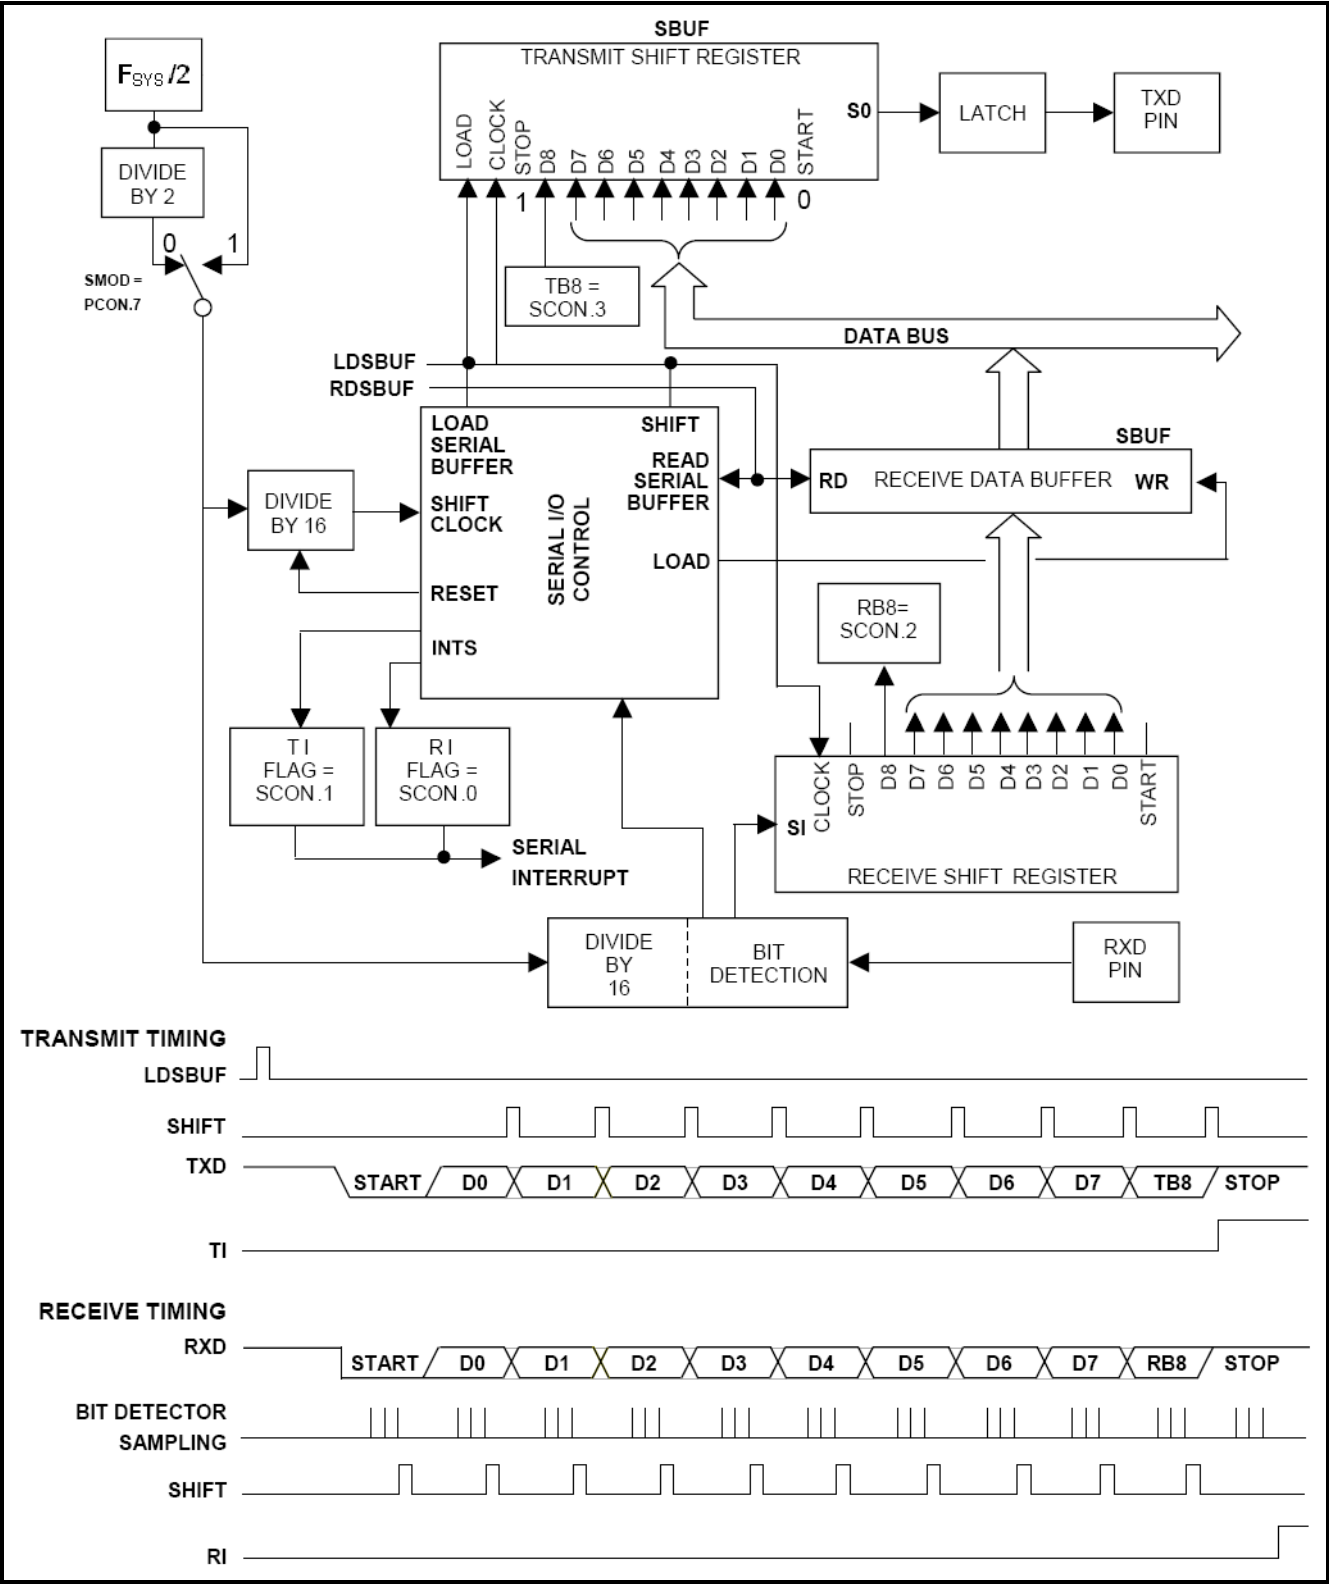 SBUF
TRANSMIT SHIFT REGISTER
F SYS /2
LOAD
CLOCK
STOP
D8
D7
D6
D5
D4
D3
D2
D1
D0
START
S0
LATCH
TXD
PIN
1
0
DIVIDE
BY 2
0
1
SMOD =
PCON.7
TB8 =
SCON.3
DATA BUS
LDSBUF
RDSBUF
LOAD
SERIAL
BUFFER
SHIFT
READ
SERIAL
BUFFER
SHIFT
CLOCK
SERIAL I/O
CONTROL
LOAD
RESET
INTS
SBUF
RD
RECEIVE DATA BUFFER
WR
DIVIDE
BY 16
RB8=
SCON.2
T I
FLAG =
SCON.1
R I
FLAG =
SCON.0
SERIAL
INTERRUPT
SI
CLOCK
STOP
D8
D7
D6
D5
D4
D3
D2
D1
D0
START
RECEIVE SHIFT REGISTER
DIVIDE
BY
16
BIT
DETECTION
RXD
PIN
TRANSMIT TIMING
LDSBUF
SHIFT
TXD START D0 D1 D2 D3 D4 D5 D6 D7 TB8 STOP
TI
RECEIVE TIMING
RXD START D0 D1 D2 D3 D4 D5 D6 D7 RB8 STOP
BIT DETECTOR
SAMPLING
SHIFT
RI